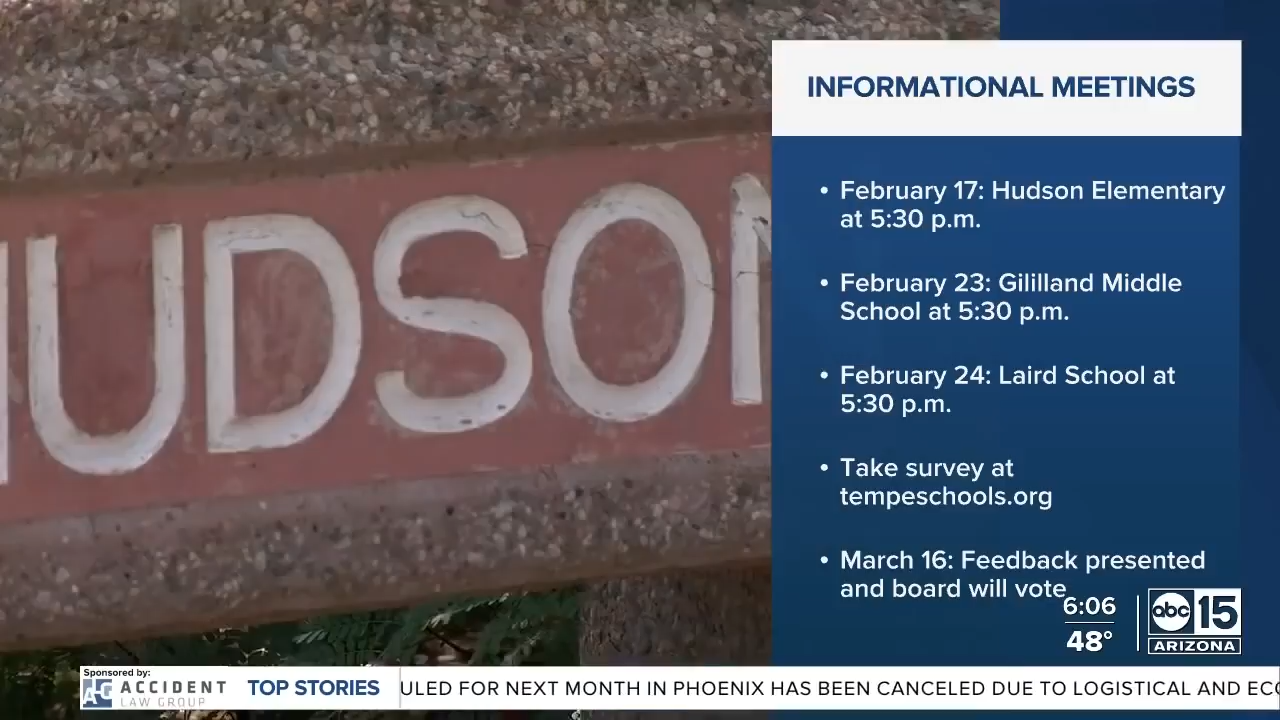 HUDSON
INFORMATIONAL MEETINGS
• February 17: Hudson Elementary
at 5:30 p.m.
• February 23: Gililland Middle
School at 5:30 p.m.
• February 24: Laird School at
5:30 p.m.
• Take survey at
tempeschools.org
• March 16: Feedback presented
and board will vote
6:06
48°
abc 15
ARIZONA
Sponsored by:
AG ACCIDENT
LAW GROUP
TOP STORIES
ULED FOR NEXT MONTH IN PHOENIX HAS BEEN CANCELED DUE TO LOGISTICAL AND ECO